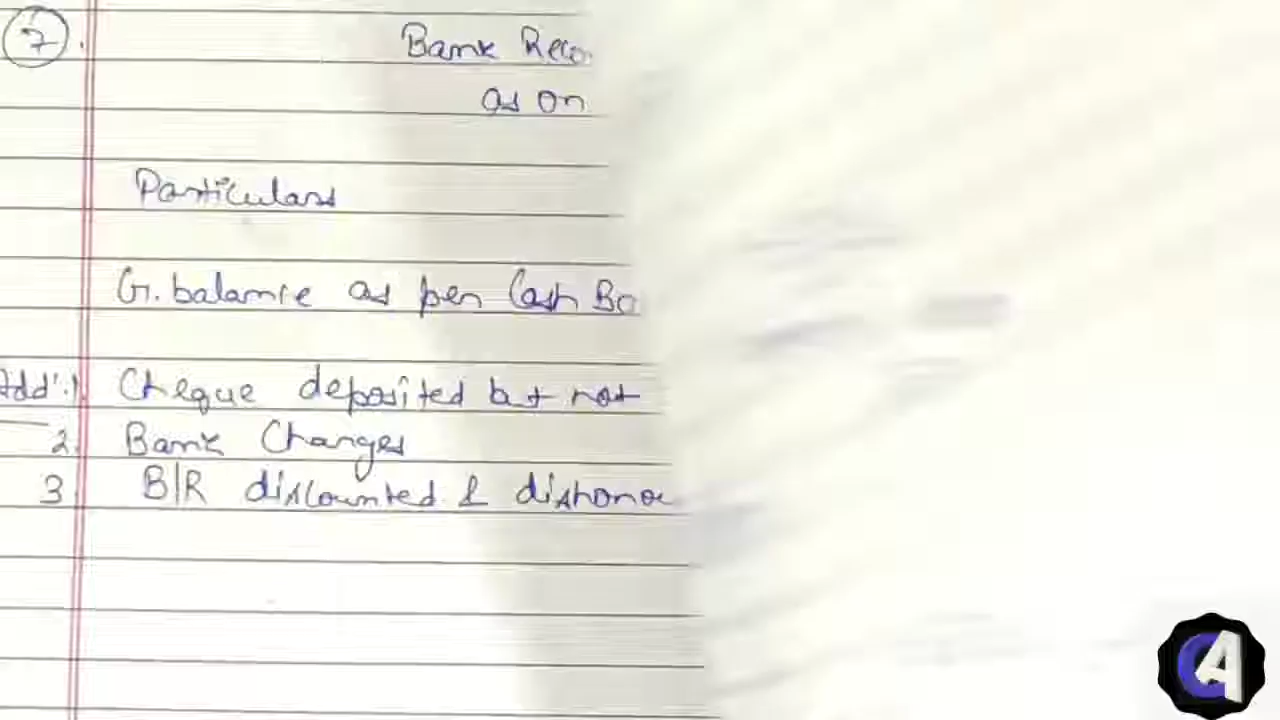 7.
Bank Reco
as on
Particulars
Cr. balance as per Cash Bo
Add:1. Cheque deposited but not
2. Bank Charges
3. B/R discounted & dishono
CA